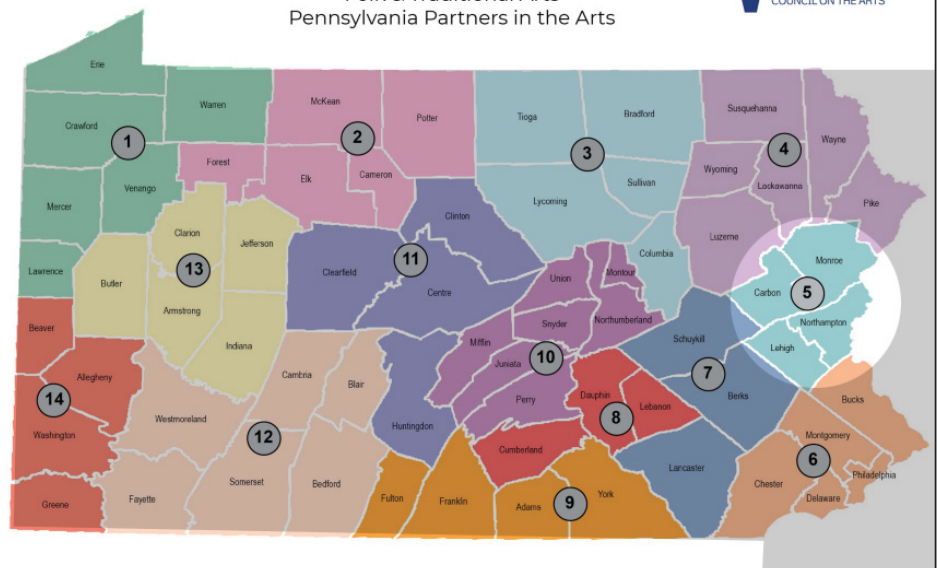 Folk & Traditional Arts
Pennsylvania Partners in the Arts
COUNCIL ON THE ARTS
Erie
Crawford
Warren
1
Mercer
Venango
Lawrence
McKean
2
Potter
Forest
Elk
Cameron
Tioga
Bradford
3
Lycoming
Sullivan
Columbia
Susquehanna
4
Wayne
Wyoming
Lackawanna
Pike
Luzerne
Monroe
Carbon
5
Northampton
Lehigh
Clarion
Jefferson
13
Butler
Armstrong
Indiana
Clinton
11
Clearfield
Centre
Huntingdon
Union
Montour
Snyder
Northumberland
Mifflin
Juniata
10
Perry
Schuykill
7
Berks
Lancaster
Dauphin
8
Lebanon
Cumberland
Beaver
Allegheny
14
Washington
Greene
Cambria
Blair
Westmoreland
12
Fayette
Somerset
Bedford
Fulton
Franklin
Adams
9
York
Bucks
Montgomery
6
Philadelphia
Chester
Delaware